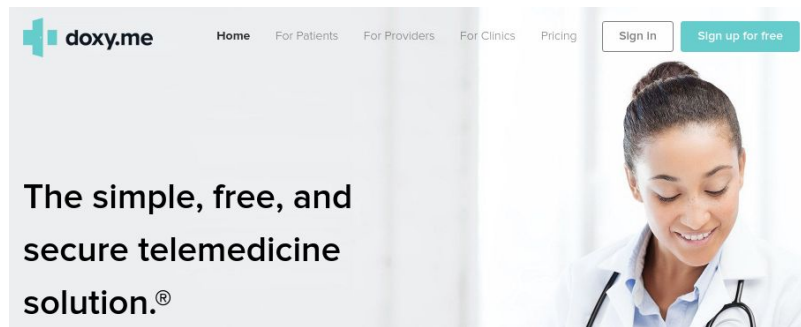 doxy.me Home For Patients For Providers For Clinics Pricing Sign in Sign up for free
The simple, free, and
secure telemedicine
solution.®